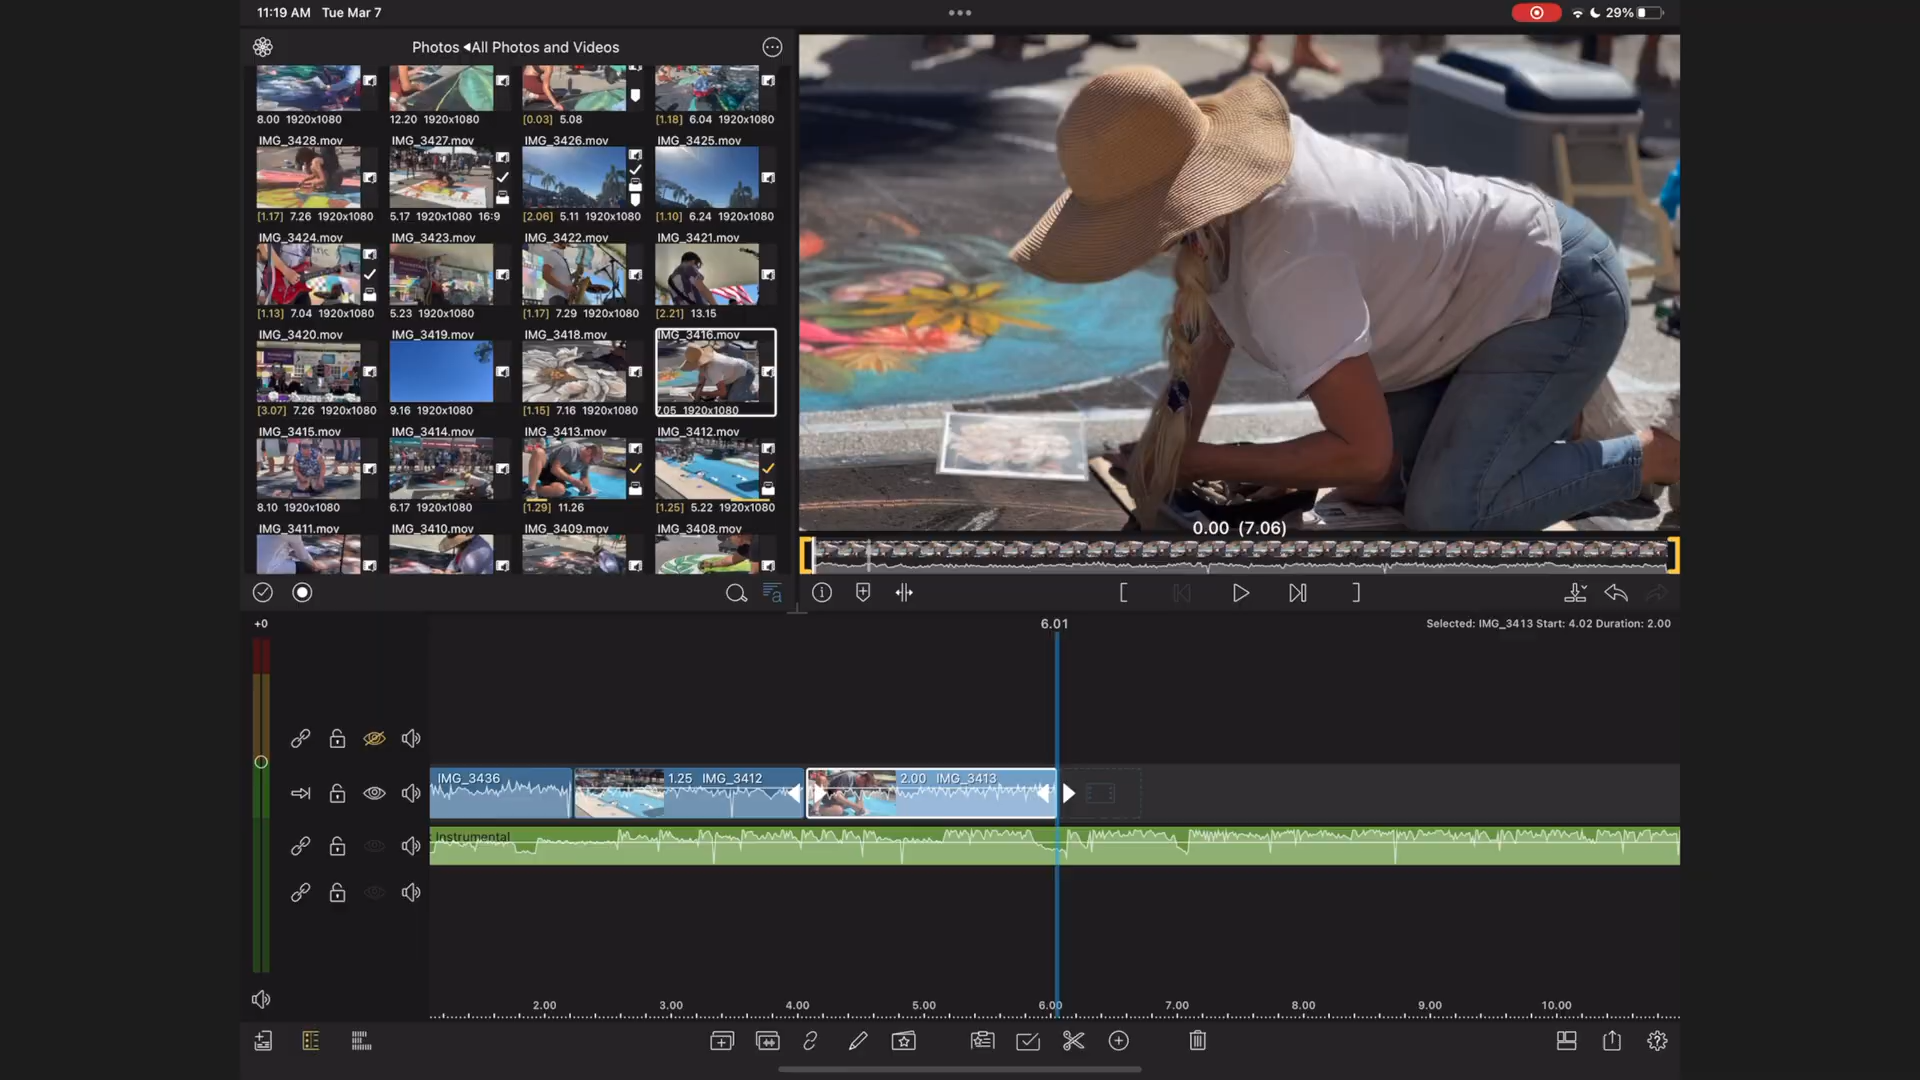 11:19 AM Tue Mar 7
29%
Photos ◂All Photos and Videos
8.00 1920x1080
12.20 1920x1080
[0.03] 5.08
[1.18] 6.04 1920x1080
IMG_3428.mov
IMG_3427.mov
IMG_3426.mov
IMG_3425.mov
[1.17] 7.26 1920x1080
5.17 1920x1080 16:9
[2.06] 5.11 1920x1080
[1.10] 6.24 1920x1080
IMG_3424.mov
IMG_3423.mov
IMG_3422.mov
IMG_3421.mov
[1.13] 7.04 1920x1080
5.23 1920x1080
[1.17] 7.29 1920x1080
[2.21] 13.15
IMG_3420.mov
IMG_3419.mov
IMG_3418.mov
IMG_3416.mov
[3.07] 7.26 1920x1080
9.16 1920x1080
[1.15] 7.16 1920x1080
7.05 1920x1080
IMG_3415.mov
IMG_3414.mov
IMG_3413.mov
IMG_3412.mov
8.10 1920x1080
6.17 1920x1080
[1.29] 11.26
[1.25] 5.22 1920x1080
IMG_3411.mov
IMG_3410.mov
IMG_3409.mov
IMG_3408.mov
0.00 (7.06)
+0
6.01
Selected: IMG_3413 Start: 4.02 Duration: 2.00
IMG_3436
1.25 IMG_3412
2.00 IMG_3413
Instrumental
2.00 3.00 4.00 5.00 6.00 7.00 8.00 9.00 10.00